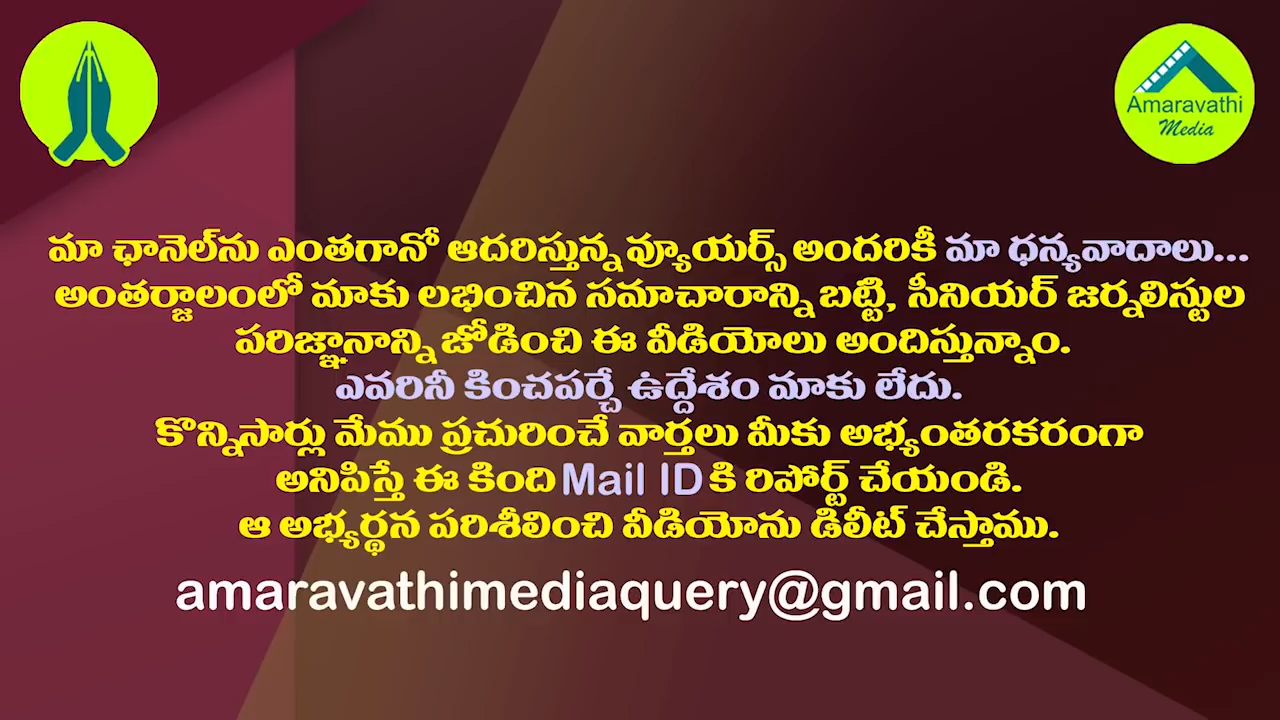 Amaravathi
Media
మా ఛానెల్‌ను ఎంతగానో ఆదరిస్తున్న వ్యూయర్స్ అందరికీ మా ధన్యవాదాలు...
అంతర్జాలంలో మాకు లభించిన సమాచారాన్ని బట్టి, సీనియర్ జర్నలిస్టుల
పరిజ్ఞానాన్ని జోడించి ఈ వీడియోలు అందిస్తున్నాం.
ఎవరినీ కించపర్చే ఉద్దేశం మాకు లేదు.
కొన్నిసార్లు మేము ప్రచురించే వార్తలు మీకు అభ్యంతరకరంగా
అనిపిస్తే ఈ కింది Mail ID కి రిపోర్ట్ చేయండి.
ఆ అభ్యర్థన పరిశీలించి వీడియోను డిలీట్ చేస్తాము.
amaravathimediaquery@gmail.com